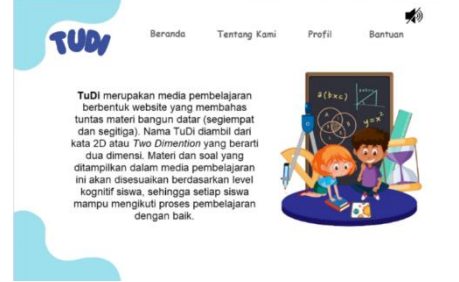 TUDI
Beranda Tentang Kami Profil Bantuan
TuDi merupakan media pembelajaran
berbentuk website yang membahas
tuntas materi bangun datar (segiempat
dan segitiga). Nama TuDi diambil dari
kata 2D atau Two Dimention yang berarti
dua dimensi. Materi dan soal yang
ditampilkan dalam media pembelajaran
ini akan disesuaikan berdasarkan level
kognitif siswa, sehingga setiap siswa
mampu mengikuti proses pembelajaran
dengan baik.
a(bxc)
y=x²